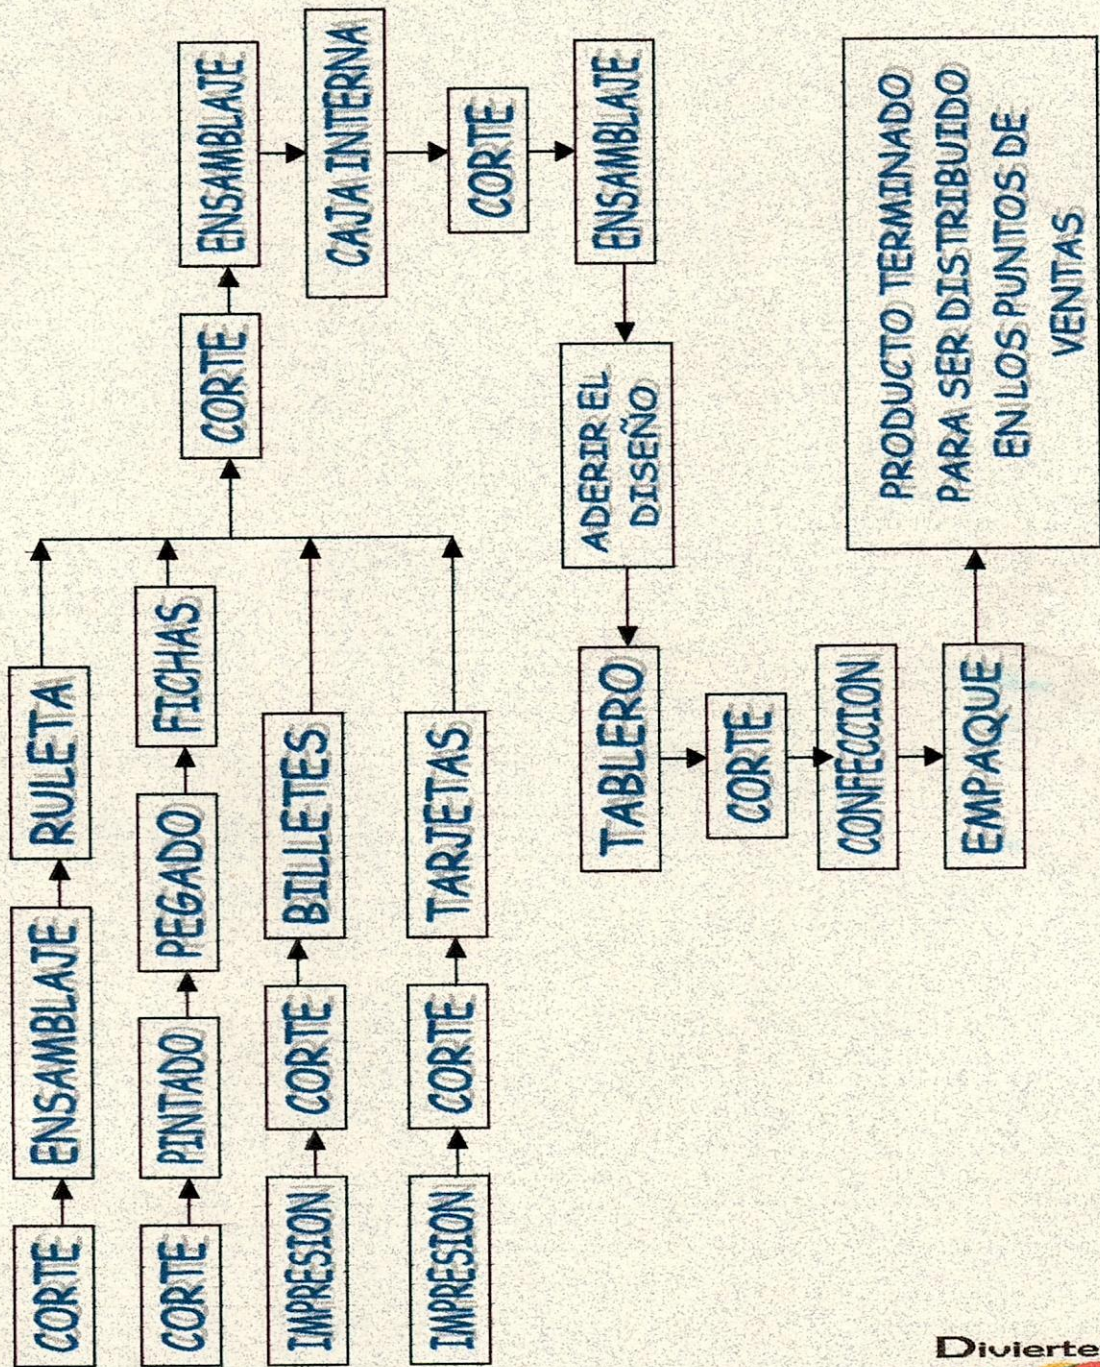 CORTE
ENSAMBLAJE
RULETA
CORTE
PINTADO
PEGADO
FICHAS
IMPRESION
CORTE
BILLETES
IMPRESION
CORTE
TARJETAS
CORTE
ENSAMBLAJE
CAJA INTERNA
CORTE
ENSAMBLAJE
ADERIR EL
DISEÑO
TABLERO
CORTE
CONFECCION
EMPAQUE
PRODUCTO TERMINADO
PARA SER DISTRIBUIDO
EN LOS PUNTOS DE
VENTAS
Divierte